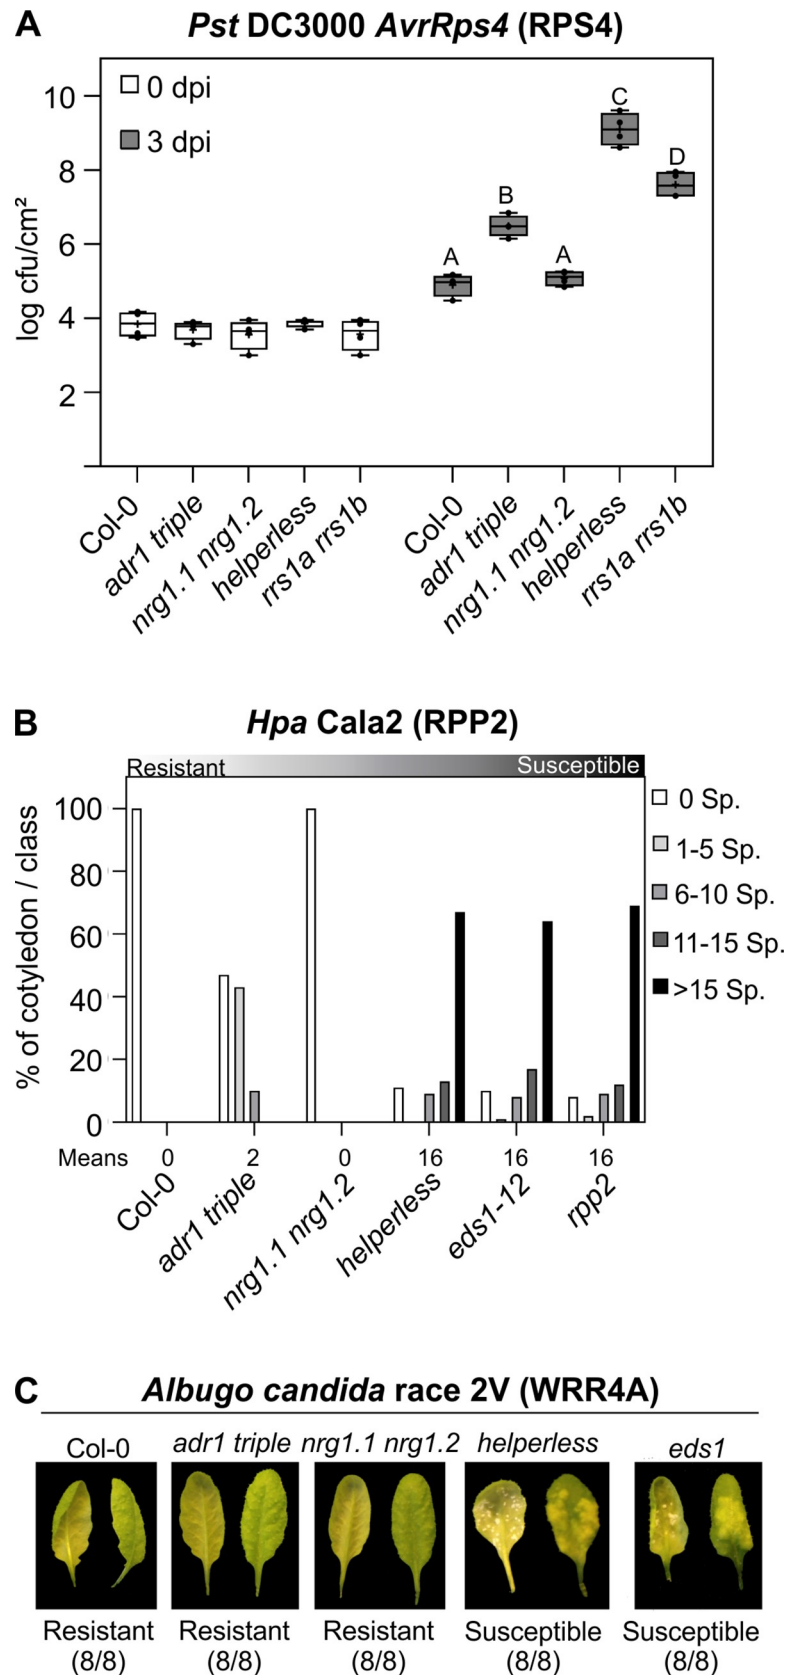 A
Pst DC3000 AvrRps4 (RPS4)
0 dpi
3 dpi
log cfu/cm²
10
8
6
4
2
A
B
A
C
D
Col-0
adr1 triple
nrg1.1 nrg1.2
helperless
rrs1a rrs1b
Col-0
adr1 triple
nrg1.1 nrg1.2
helperless
rrs1a rrs1b
B
Hpa Cala2 (RPP2)
Resistant
Susceptible
% of cotyledon / class
100
80
60
40
20
0
0 Sp.
1-5 Sp.
6-10 Sp.
11-15 Sp.
>15 Sp.
Means 0 2 0 16 16 16
Col-0
adr1 triple
nrg1.1 nrg1.2
helperless
eds1-12
rpp2
C
Albugo candida race 2V (WRR4A)
Col-0 adr1 triple nrg1.1 nrg1.2 helperless eds1
Resistant Resistant Resistant Susceptible Susceptible
(8/8) (8/8) (8/8) (8/8) (8/8)